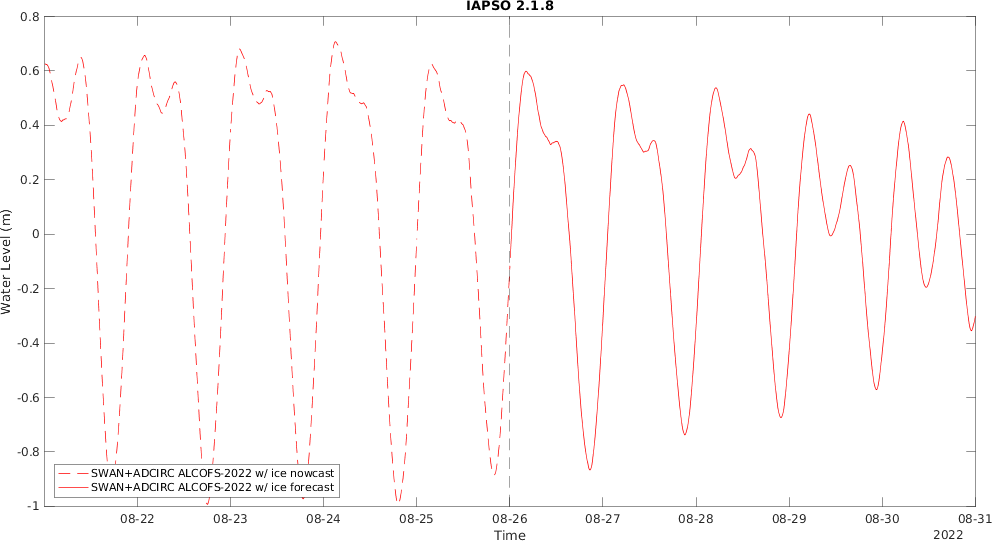 IAPSO 2.1.8
0.8
0.6
0.4
0.2
0
-0.2
-0.4
-0.6
-0.8
-1
Water Level (m)
SWAN+ADCIRC ALCOFS-2022 w/ ice nowcast
SWAN+ADCIRC ALCOFS-2022 w/ ice forecast
08-22 08-23 08-24 08-25 08-26 08-27 08-28 08-29 08-30 08-31
Time
2022